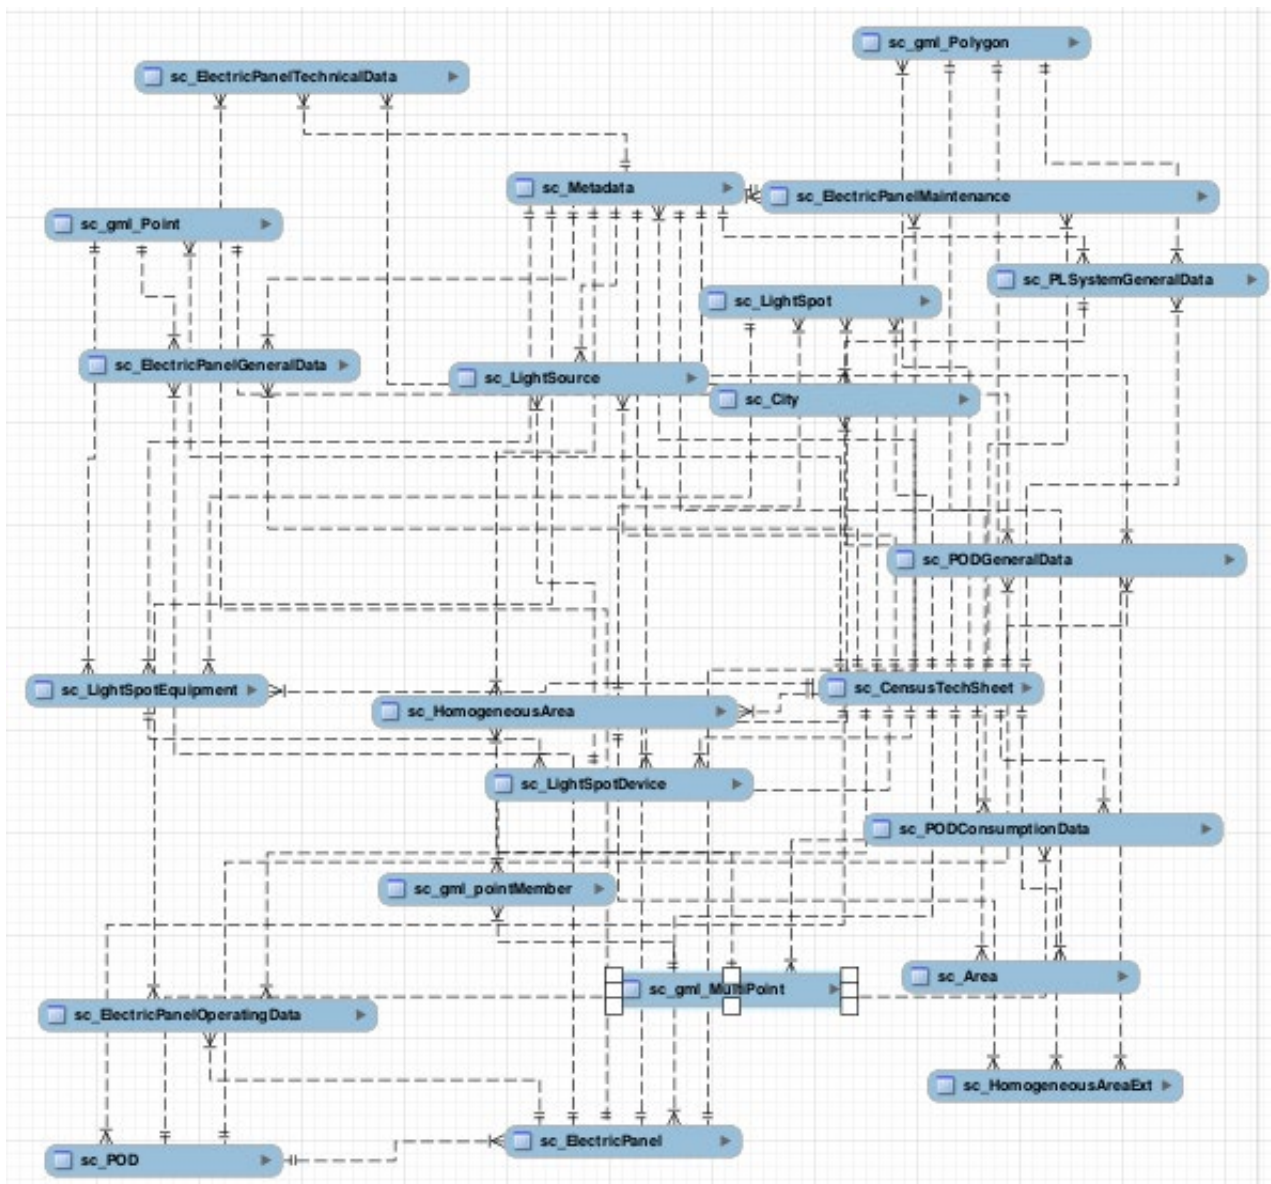 sc_gml_Polygon
sc_ElectricPanelTechnicalData
sc_Metadata
sc_ElectricPanelMaintenance
sc_gml_Point
sc_PLSystemGeneralData
sc_LightSpot
sc_ElectricPanelGeneralData
sc_LightSource
sc_City
sc_PODGeneralData
sc_LightSpotEquipment
sc_CensusTechSheet
sc_HomogeneousArea
sc_LightSpotDevice
sc_PODConsumptionData
sc_gml_pointMember
sc_Area
sc_gml_MultiPoint
sc_ElectricPanelOperatingData
sc_HomogeneousAreaExt
sc_ElectricPanel
sc_POD